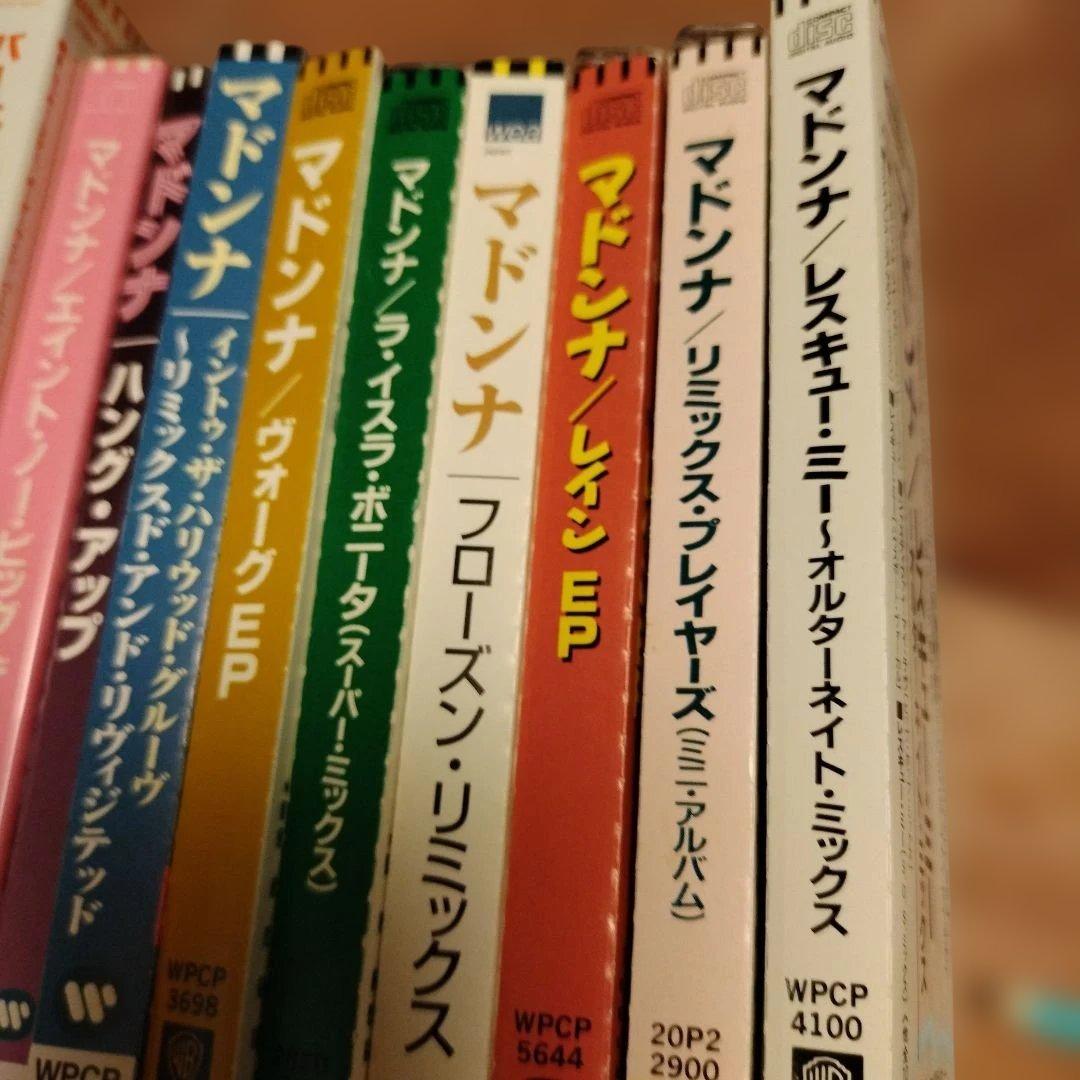 マドンナ/エイント・ノー・ビッグ
マドンナ
ハング・アップ
マドンナ
イントゥ・ザ・ハリウッド・グルーヴ
~リミックスド・アンド・リヴィジテッド
WPCP
マドンナ/ヴォーグEP
WPCP
3698
マドンナ/ラ・イスラ・ボニータ(スーパー・ミックス)
マドンナ
フローズン・リミックス
マドンナ/レインEP
WPCP
5644
COMPACT
disc
DIGITAL AUDIO
マドンナ/リミックス・プレイヤーズ(ミニ・アルバム)
20P2
2900
COMPACT
disc
DIGITAL AUDIO
マドンナ/レスキュー・ミー~オルターネイト・ミックス
WPCP
4100